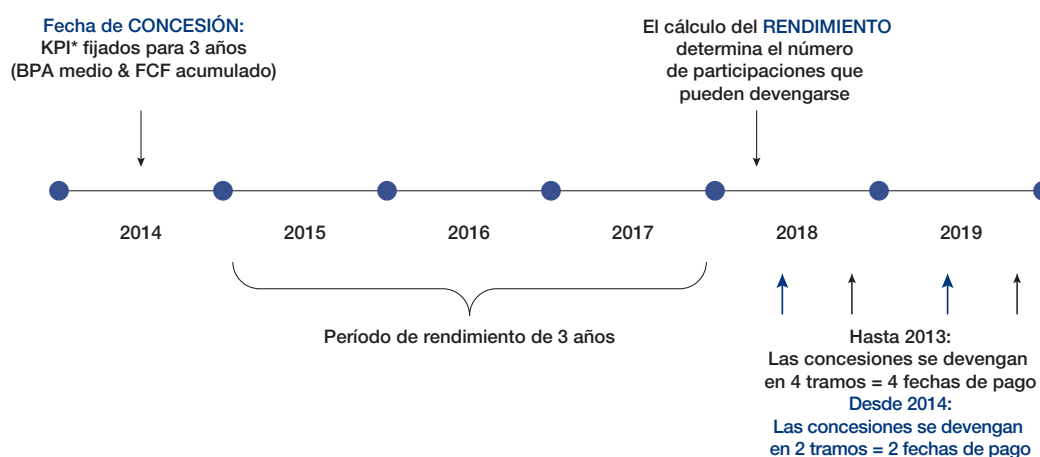 Fecha de CONCESIÓN:
KPI* fijados para 3 años
(BPA medio & FCF acumulado)
El cálculo del RENDIMIENTO
determina el número
de participaciones que
pueden devengarse
2014
2015
2016
2017
2018
2019
Período de rendimiento de 3 años
Hasta 2013:
Las concesiones se devengan
en 4 tramos = 4 fechas de pago
Desde 2014:
Las concesiones se devengan
en 2 tramos = 2 fechas de pago